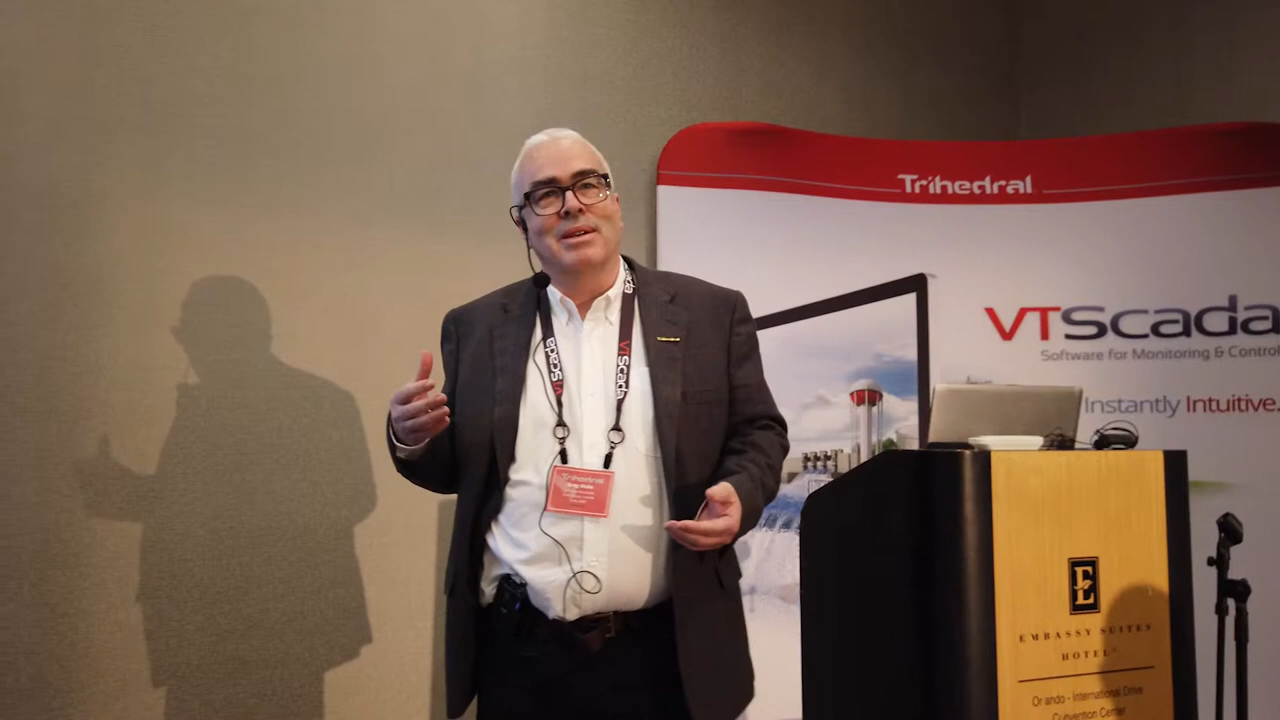 Trihedral
VTScada
Software for Monitoring & Control
Instantly Intuitive.
VTScada
VTScada
Trihedral
E
EMBASSY SUITES
HOTEL
Orlando - International Drive
Convention Center